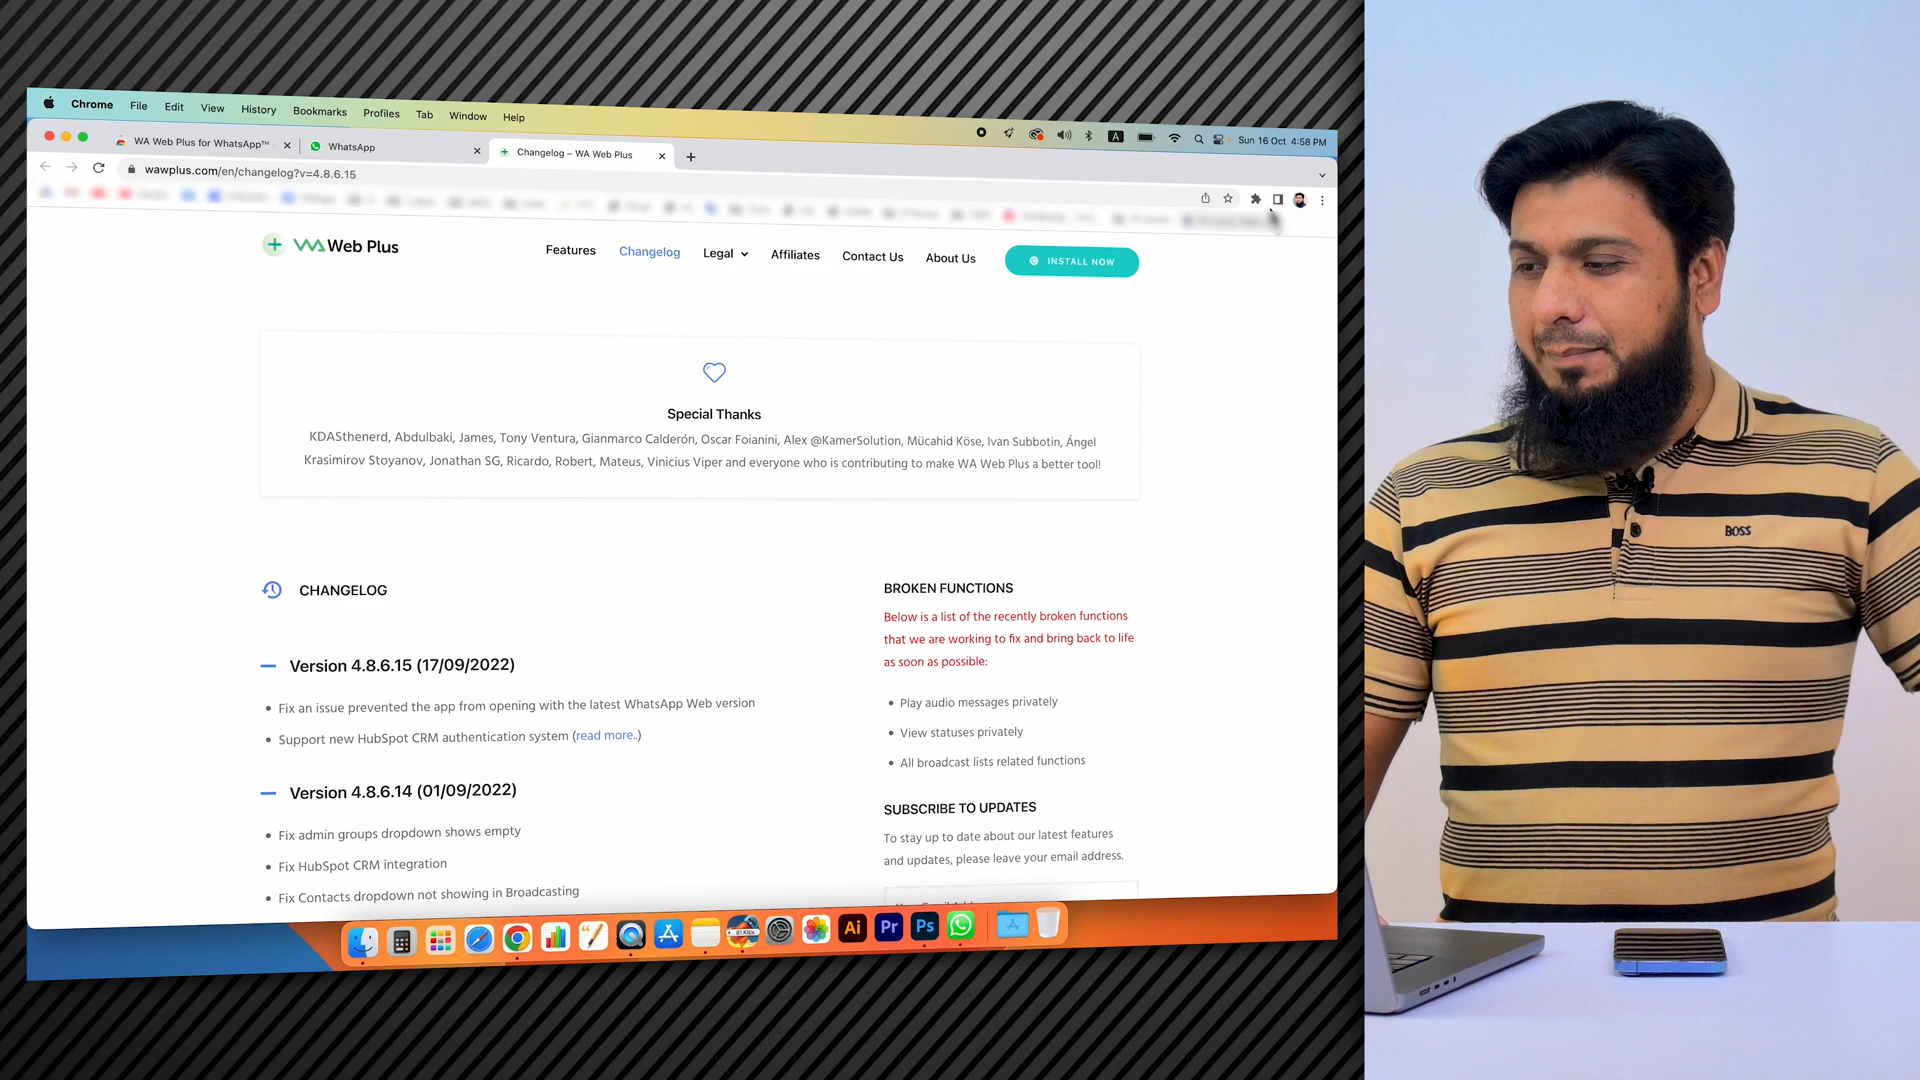 Chrome File Edit View History Bookmarks Profiles Tab Window Help
A
Sun 16 Oct 4:58 PM
WA Web Plus for WhatsApp™
WhatsApp
Changelog – WA Web Plus
wawplus.com/en/changelog?v=4.8.6.15
WA Web Plus
Features Changelog Legal Affiliates Contact Us About Us INSTALL NOW
Special Thanks
KDASthenerd, Abdulbaki, James, Tony Ventura, Gianmarco Calderón, Oscar Foianini, Alex @KamerSolution, Mücahid Köse, Ivan Subbotin, Ángel
Krasimirov Stoyanov, Jonathan SG, Ricardo, Robert, Mateus, Vinicius Viper and everyone who is contributing to make WA Web Plus a better tool!
CHANGELOG
Version 4.8.6.15 (17/09/2022)
• Fix an issue prevented the app from opening with the latest WhatsApp Web version
• Support new HubSpot CRM authentication system (read more..)
Version 4.8.6.14 (01/09/2022)
• Fix admin groups dropdown shows empty
• Fix HubSpot CRM integration
• Fix Contacts dropdown not showing in Broadcasting
BROKEN FUNCTIONS
Below is a list of the recently broken functions
that we are working to fix and bring back to life
as soon as possible:
• Play audio messages privately
• View statuses privately
• All broadcast lists related functions
SUBSCRIBE TO UPDATES
To stay up to date about our latest features
and updates, please leave your email address.
81 KB/s
Ai Pr Ps
BOSS